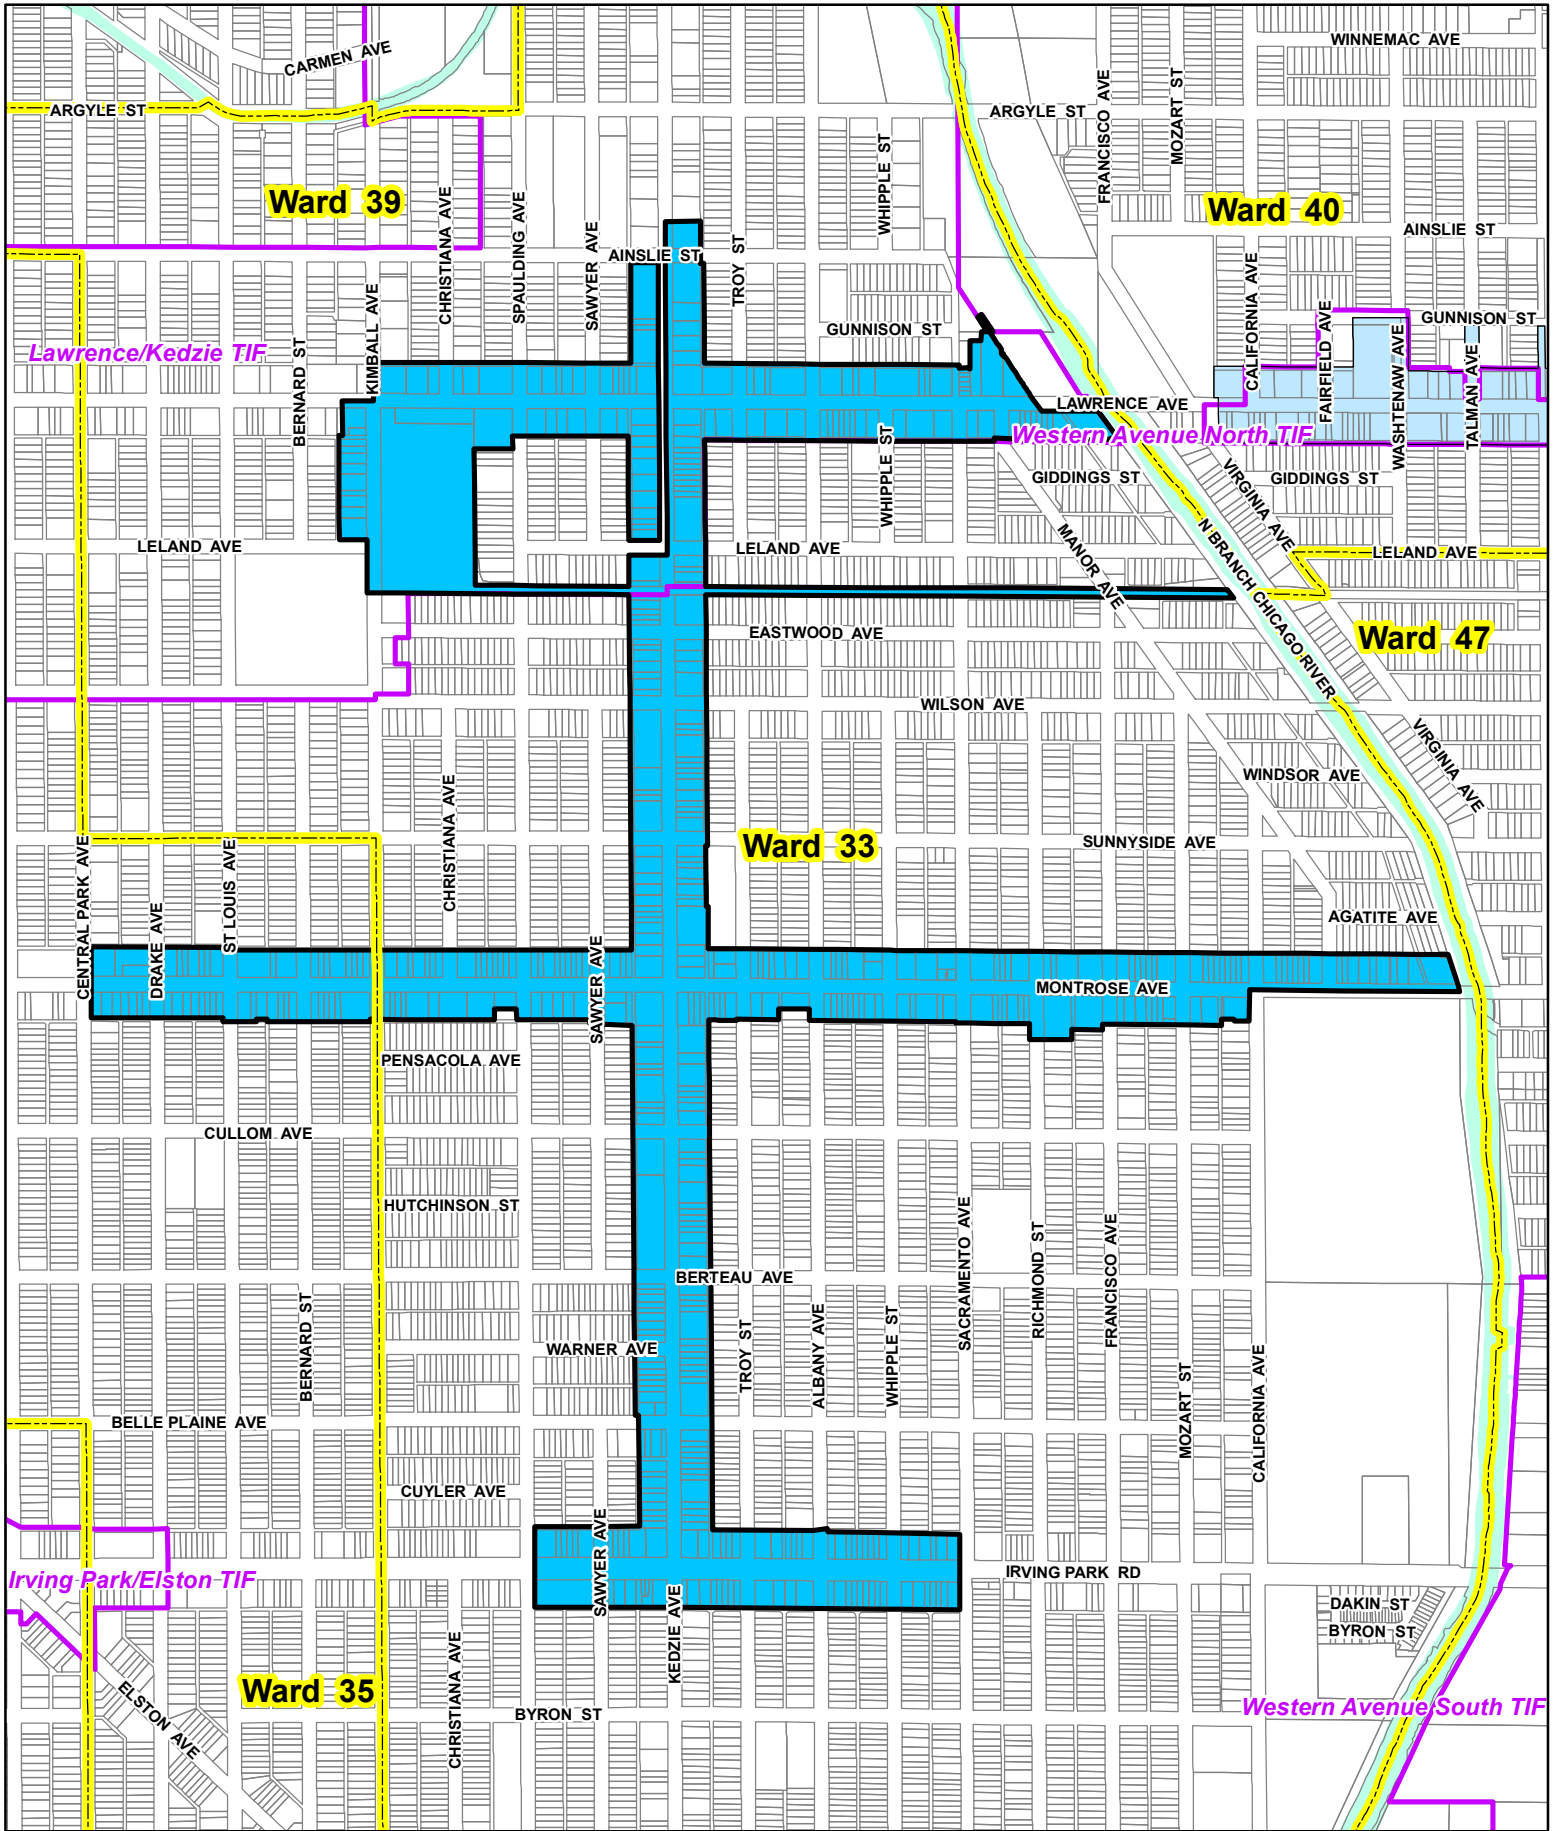 WINNEMAC AVE
CARMEN AVE
ARGYLE ST
ARGYLE ST
FRANCISCO AVE
MOZART ST
WHIPPLE ST
Ward 39
CHRISTIANA AVE
SPAULDING AVE
SAWYER AVE
AINSLIE ST
TROY ST
Ward 40
AINSLIE ST
CALIFORNIA AVE
KIMBALL AVE
GUNNISON ST
GUNNISON ST
Lawrence/Kedzie TIF
BERNARD ST
FAIRFIELD AVE
WASHTENAW AVE
TALMAN AVE
LAWRENCE AVE
Western Avenue North TIF
WHIPPLE ST
GIDDINGS ST
VIRGINIA AVE
GIDDINGS ST
LELAND AVE
LELAND AVE
MANOR AVE
N BRANCH CHICAGO RIVER
LELAND AVE
EASTWOOD AVE
Ward 47
WILSON AVE
VIRGINIA AVE
WINDSOR AVE
CHRISTIANA AVE
Ward 33
SUNNYSIDE AVE
CENTRAL PARK AVE
DRAKE AVE
ST LOUIS AVE
AGATITE AVE
SAWYER AVE
MONTROSE AVE
PENSACOLA AVE
CULLOM AVE
HUTCHINSON ST
SACRAMENTO AVE
RICHMOND ST
FRANCISCO AVE
BERTEAU AVE
BERNARD ST
WARNER AVE
TROY ST
ALBANY AVE
WHIPPLE ST
MOZART ST
CALIFORNIA AVE
BELLE PLAINE AVE
CUYLER AVE
SAWYER AVE
Irving Park/Elston TIF
IRVING PARK RD
KEDZIE AVE
DAKIN ST
BYRON ST
CHRISTIANA AVE
Ward 35
ELSTON AVE
BYRON ST
Western Avenue South TIF